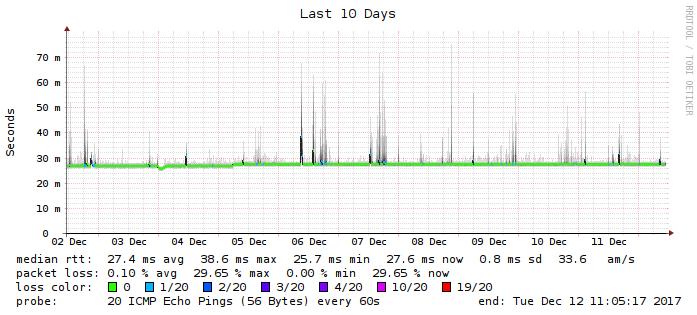 Last 10 Days
RRDTOOL / TOBI OETIKER
Seconds
70 m
60 m
50 m
40 m
30 m
20 m
10 m
0
02 Dec 03 Dec 04 Dec 05 Dec 06 Dec 07 Dec 08 Dec 09 Dec 10 Dec 11 Dec
median rtt: 27.4 ms avg 38.6 ms max 25.7 ms min 27.6 ms now 0.8 ms sd 33.6 am/s
packet loss: 0.10 % avg 29.65 % max 0.00 % min 29.65 % now
loss color: 0 1/20 2/20 3/20 4/20 10/20 19/20
probe: 20 ICMP Echo Pings (56 Bytes) every 60s end: Tue Dec 12 11:05:17 2017